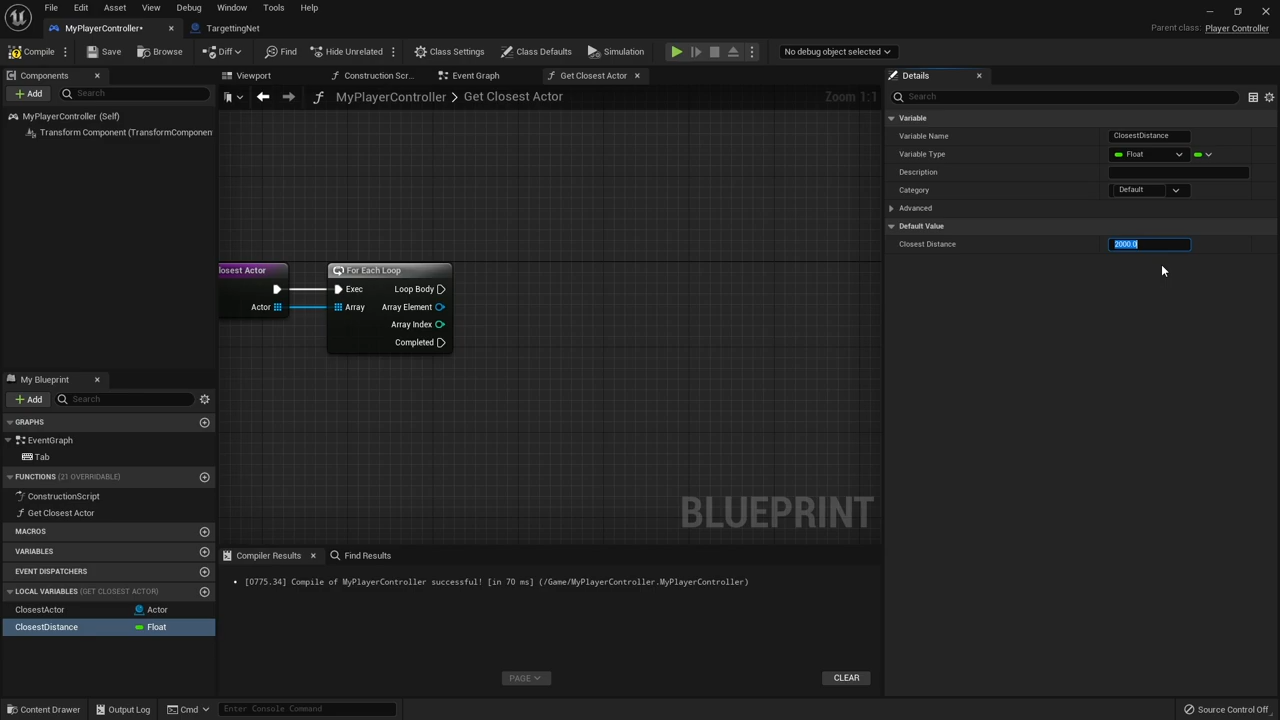 File Edit Asset View Debug Window Tools Help
MyPlayerController* TargettingNet
Parent class: Player Controller
Compile Save Browse Diff Find Hide Unrelated Class Settings Class Defaults Simulation No debug object selected
Components
Add Search
MyPlayerController (Self)
Transform Component (TransformComponen
Viewport Construction Scr... Event Graph Get Closest Actor
MyPlayerController > Get Closest Actor Zoom 1:1
losest Actor
Actor
For Each Loop
Exec Loop Body
Array Array Element
Array Index
Completed
BLUEPRINT
My Blueprint
Add Search
GRAPHS
EventGraph
Tab
FUNCTIONS (21 OVERRIDABLE)
ConstructionScript
Get Closest Actor
MACROS
VARIABLES
EVENT DISPATCHERS
LOCAL VARIABLES (GET CLOSEST ACTOR)
ClosestActor Actor
ClosestDistance Float
Compiler Results Find Results
[0775.34] Compile of MyPlayerController successful! [in 70 ms] (/Game/MyPlayerController.MyPlayerController)
PAGE CLEAR
Details
Search
Variable
Variable Name ClosestDistance
Variable Type Float
Description
Category Default
Advanced
Default Value
Closest Distance 2000.0
Content Drawer Output Log Cmd Enter Console Command Source Control Off